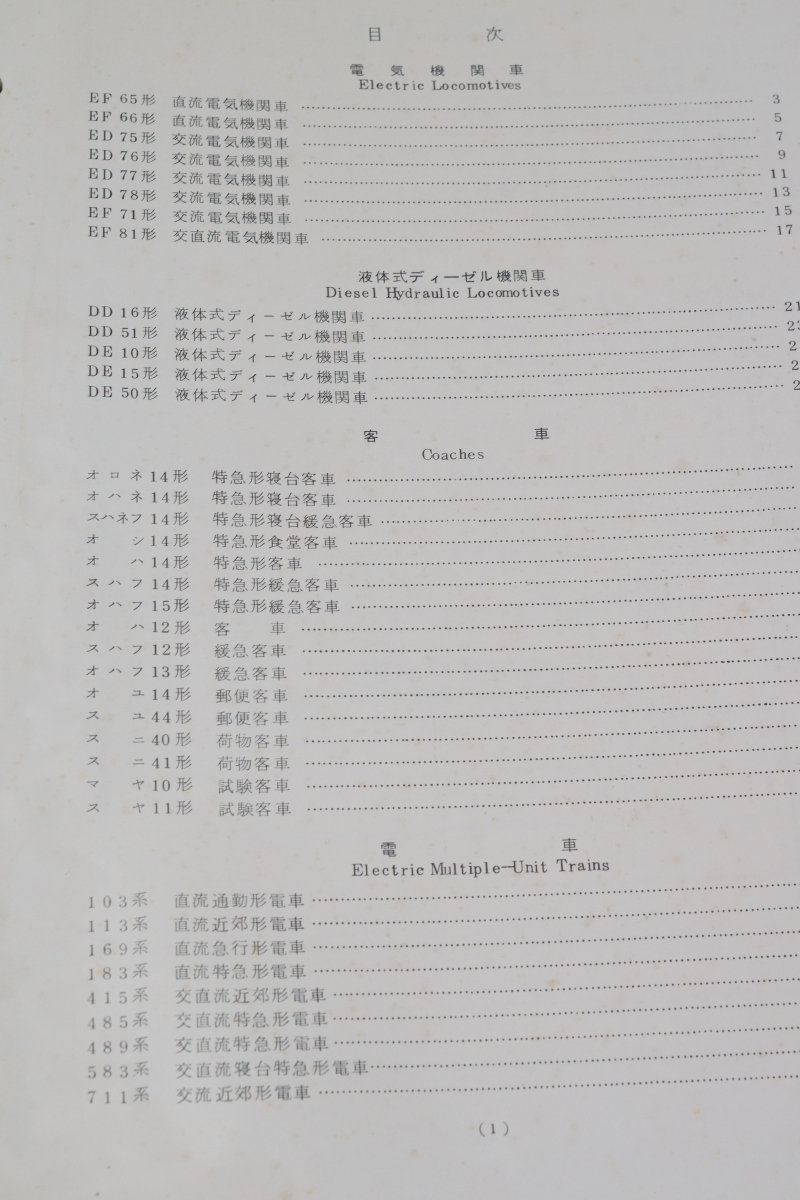 目 次
電気機関車
Electric Locomotives
EF 65形 直流電気機関車 ………………………… 3
EF 66形 直流電気機関車 ………………………… 5
ED 75形 交流電気機関車 ………………………… 7
ED 76形 交流電気機関車 ………………………… 9
ED 77形 交流電気機関車 ………………………… 11
ED 78形 交流電気機関車 ………………………… 13
EF 71形 交流電気機関車 ………………………… 15
EF 81形 交直流電気機関車 ………………………… 17
液体式ディーゼル機関車
Diesel Hydraulic Locomotives
DD 16形 液体式ディーゼル機関車 ………………………… 21
DD 51形 液体式ディーゼル機関車 ………………………… 23
DE 10形 液体式ディーゼル機関車 ………………………… 2
DE 15形 液体式ディーゼル機関車 ………………………… 2
DE 50形 液体式ディーゼル機関車 ………………………… 2
客 車
Coaches
オロネ 14形 特急形寝台客車 …………………………
オハネ 14形 特急形寝台客車 …………………………
スハネフ 14形 特急形寝台緩急客車 …………………………
オ シ 14形 特急形食堂客車 …………………………
オ ハ 14形 特急形客車 …………………………
スハフ 14形 特急形緩急客車 …………………………
オハフ 15形 特急形緩急客車 …………………………
オ ハ 12形 客 車 …………………………
スハフ 12形 緩急客車 …………………………
オハフ 13形 緩急客車 …………………………
オ ユ 14形 郵便客車 …………………………
ス ユ 44形 郵便客車 …………………………
ス ニ 40形 荷物客車 …………………………
ス ニ 41形 荷物客車 …………………………
マ ヤ 10形 試験客車 …………………………
ス ヤ 11形 試験客車 …………………………
電 車
Electric Multiple-Unit Trains
103系 直流通勤形電車 …………………………
113系 直流近郊形電車 …………………………
169系 直流急行形電車 …………………………
183系 直流特急形電車 …………………………
415系 交直流近郊形電車 …………………………
485系 交直流特急形電車 …………………………
489系 交直流特急形電車 …………………………
583系 交直流寝台特急形電車 …………………………
711系 交流近郊形電車 …………………………
(1)